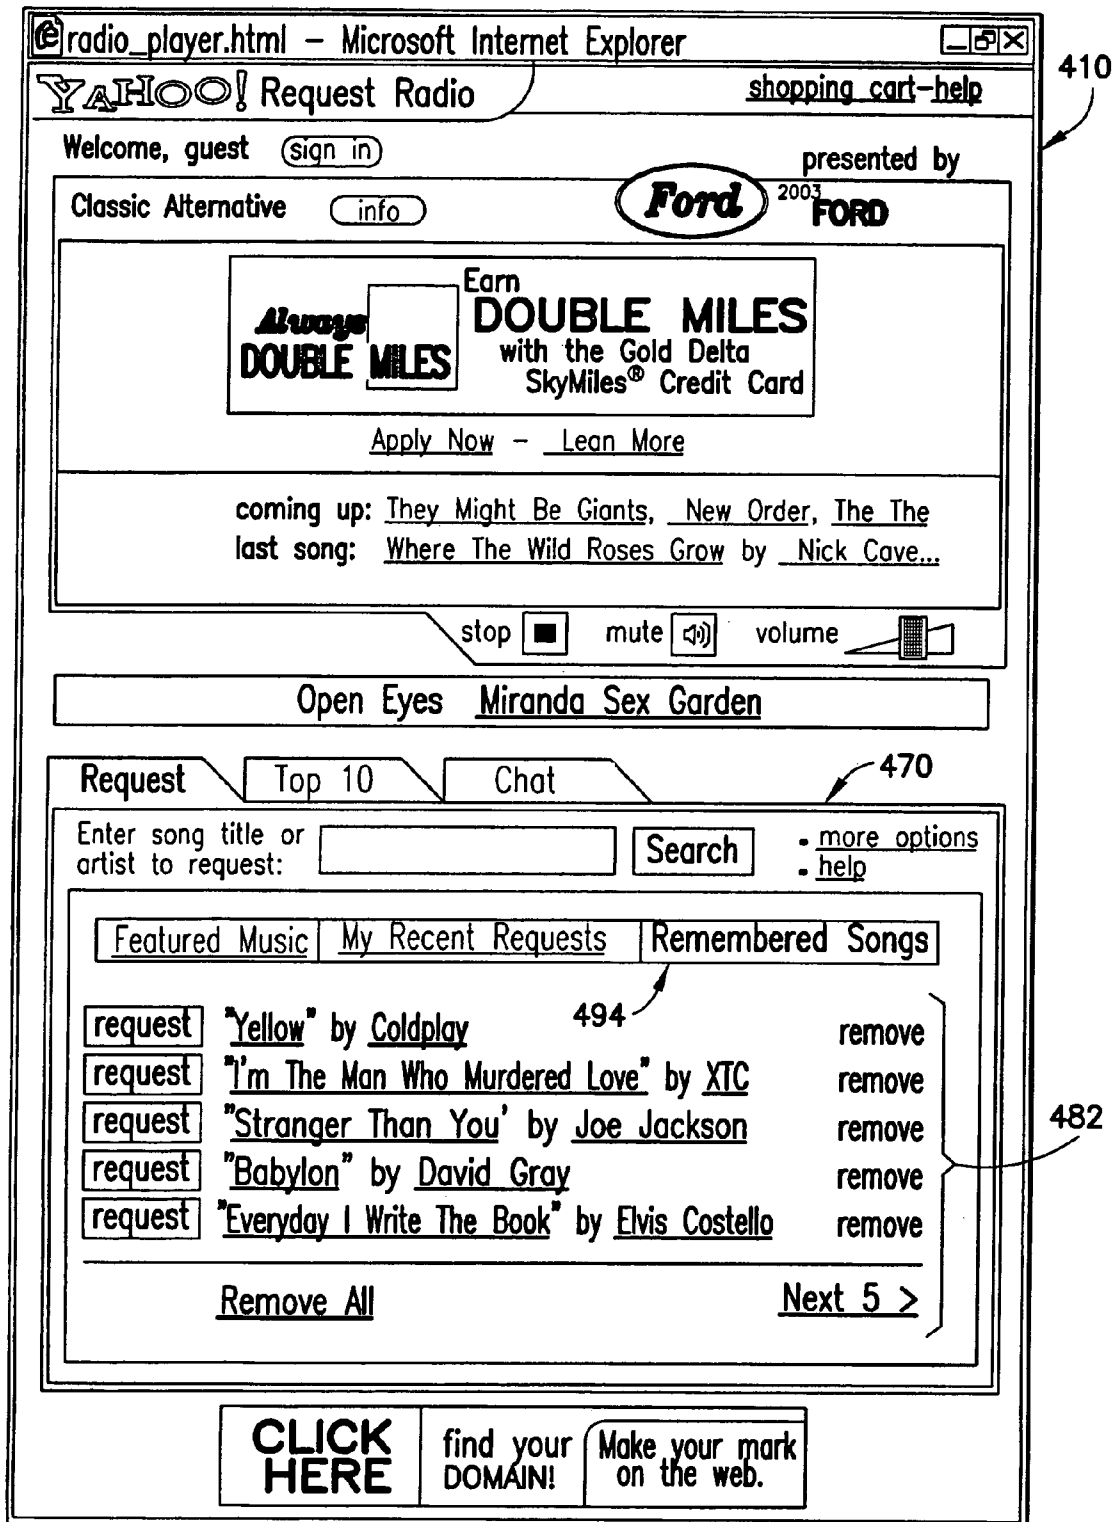 radio_player.html – Microsoft Internet Explorer
410
YAHOO! Request Radio
shopping cart-help
Welcome, guest sign in
presented by
Classic Alternative info
Ford 2003 FORD
Always
DOUBLE MILES
Earn
DOUBLE MILES
with the Gold Delta
SkyMiles® Credit Card
Apply Now – Lean More
coming up: They Might Be Giants, New Order, The The
last song: Where The Wild Roses Grow by Nick Cave...
stop mute volume
Open Eyes Miranda Sex Garden
Request Top 10 Chat
470
Enter song title or
artist to request:
Search
• more options
• help
Featured Music My Recent Requests Remembered Songs
494
request "Yellow" by Coldplay remove
request "I'm The Man Who Murdered Love" by XTC remove
request "Stranger Than You' by Joe Jackson remove
482
request "Babylon" by David Gray remove
request "Everyday I Write The Book" by Elvis Costello remove
Remove All Next 5 >
CLICK
HERE
find your
DOMAIN!
Make your mark
on the web.